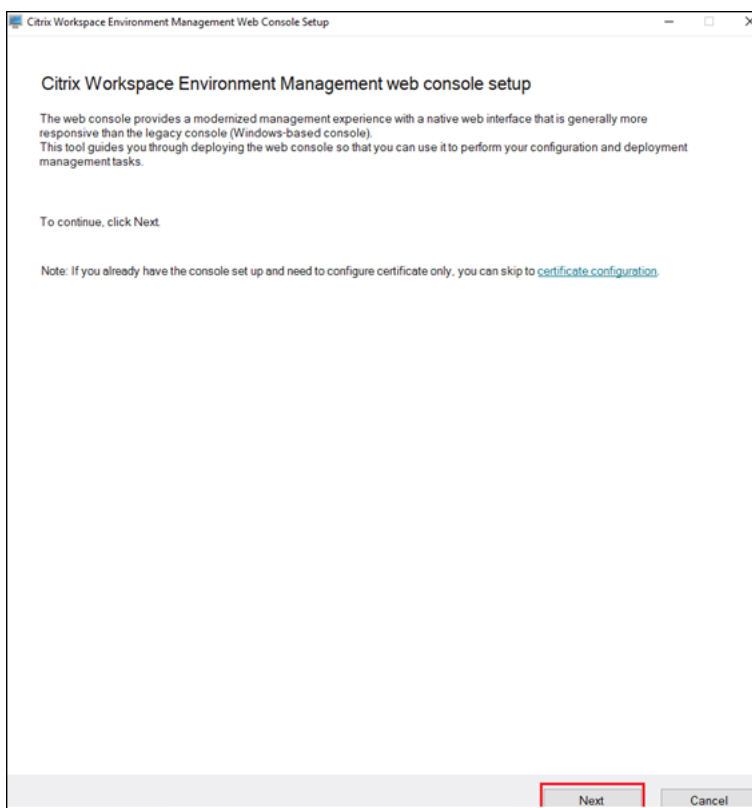 Citrix Workspace Environment Management Web Console Setup
Citrix Workspace Environment Management web console setup
The web console provides a modernized management experience with a native web interface that is generally more
responsive than the legacy console (Windows-based console).
This tool guides you through deploying the web console so that you can use it to perform your configuration and deployment
management tasks.
To continue, click Next.
Note: If you already have the console set up and need to configure certificate only, you can skip to certificate configuration.
Next Cancel